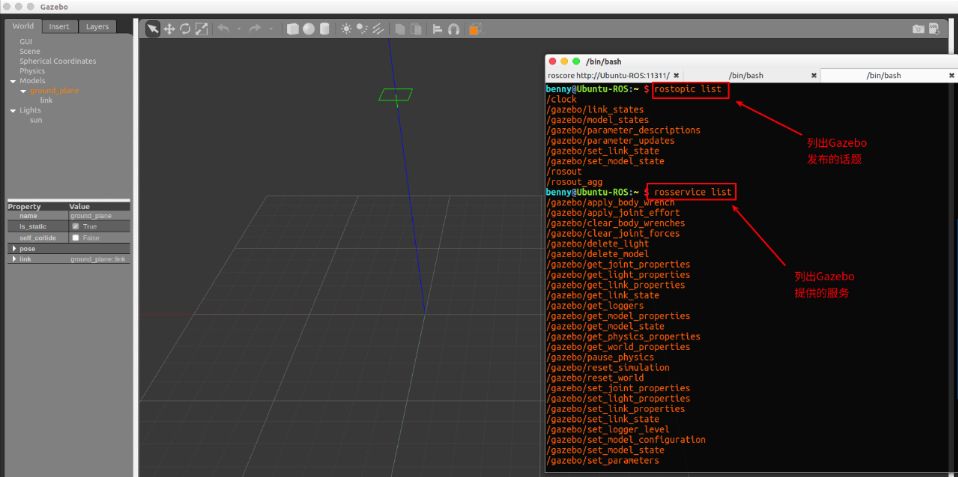 Gazebo
World
Insert
Layers
GUI
Scene
Spherical Coordinates
Physics
Models
ground_plane
link
Lights
sun
Property Value
name ground_plane
is_static True
self_collide False
pose
link ground_plane::link
/bin/bash
roscore http://Ubuntu-ROS:11311/
/bin/bash
/bin/bash
benny@Ubuntu-ROS:~ $ rostopic list
/clock
/gazebo/link_states
/gazebo/model_states
/gazebo/parameter_descriptions
/gazebo/parameter_updates
/gazebo/set_link_state
/gazebo/set_model_state
/rosout
/rosout_agg
列出Gazebo
发布的话题
benny@Ubuntu-ROS:~ $ rosservice list
/gazebo/apply_body_wrench
/gazebo/apply_joint_effort
/gazebo/clear_body_wrenches
/gazebo/clear_joint_forces
/gazebo/delete_light
/gazebo/delete_model
/gazebo/get_joint_properties
/gazebo/get_light_properties
/gazebo/get_link_properties
/gazebo/get_link_state
/gazebo/get_loggers
/gazebo/get_model_properties
/gazebo/get_model_state
/gazebo/get_physics_properties
/gazebo/get_world_properties
/gazebo/pause_physics
/gazebo/reset_simulation
/gazebo/reset_world
/gazebo/set_joint_properties
/gazebo/set_light_properties
/gazebo/set_link_properties
/gazebo/set_link_state
/gazebo/set_logger_level
/gazebo/set_model_configuration
/gazebo/set_model_state
/gazebo/set_parameters
列出Gazebo
提供的服务